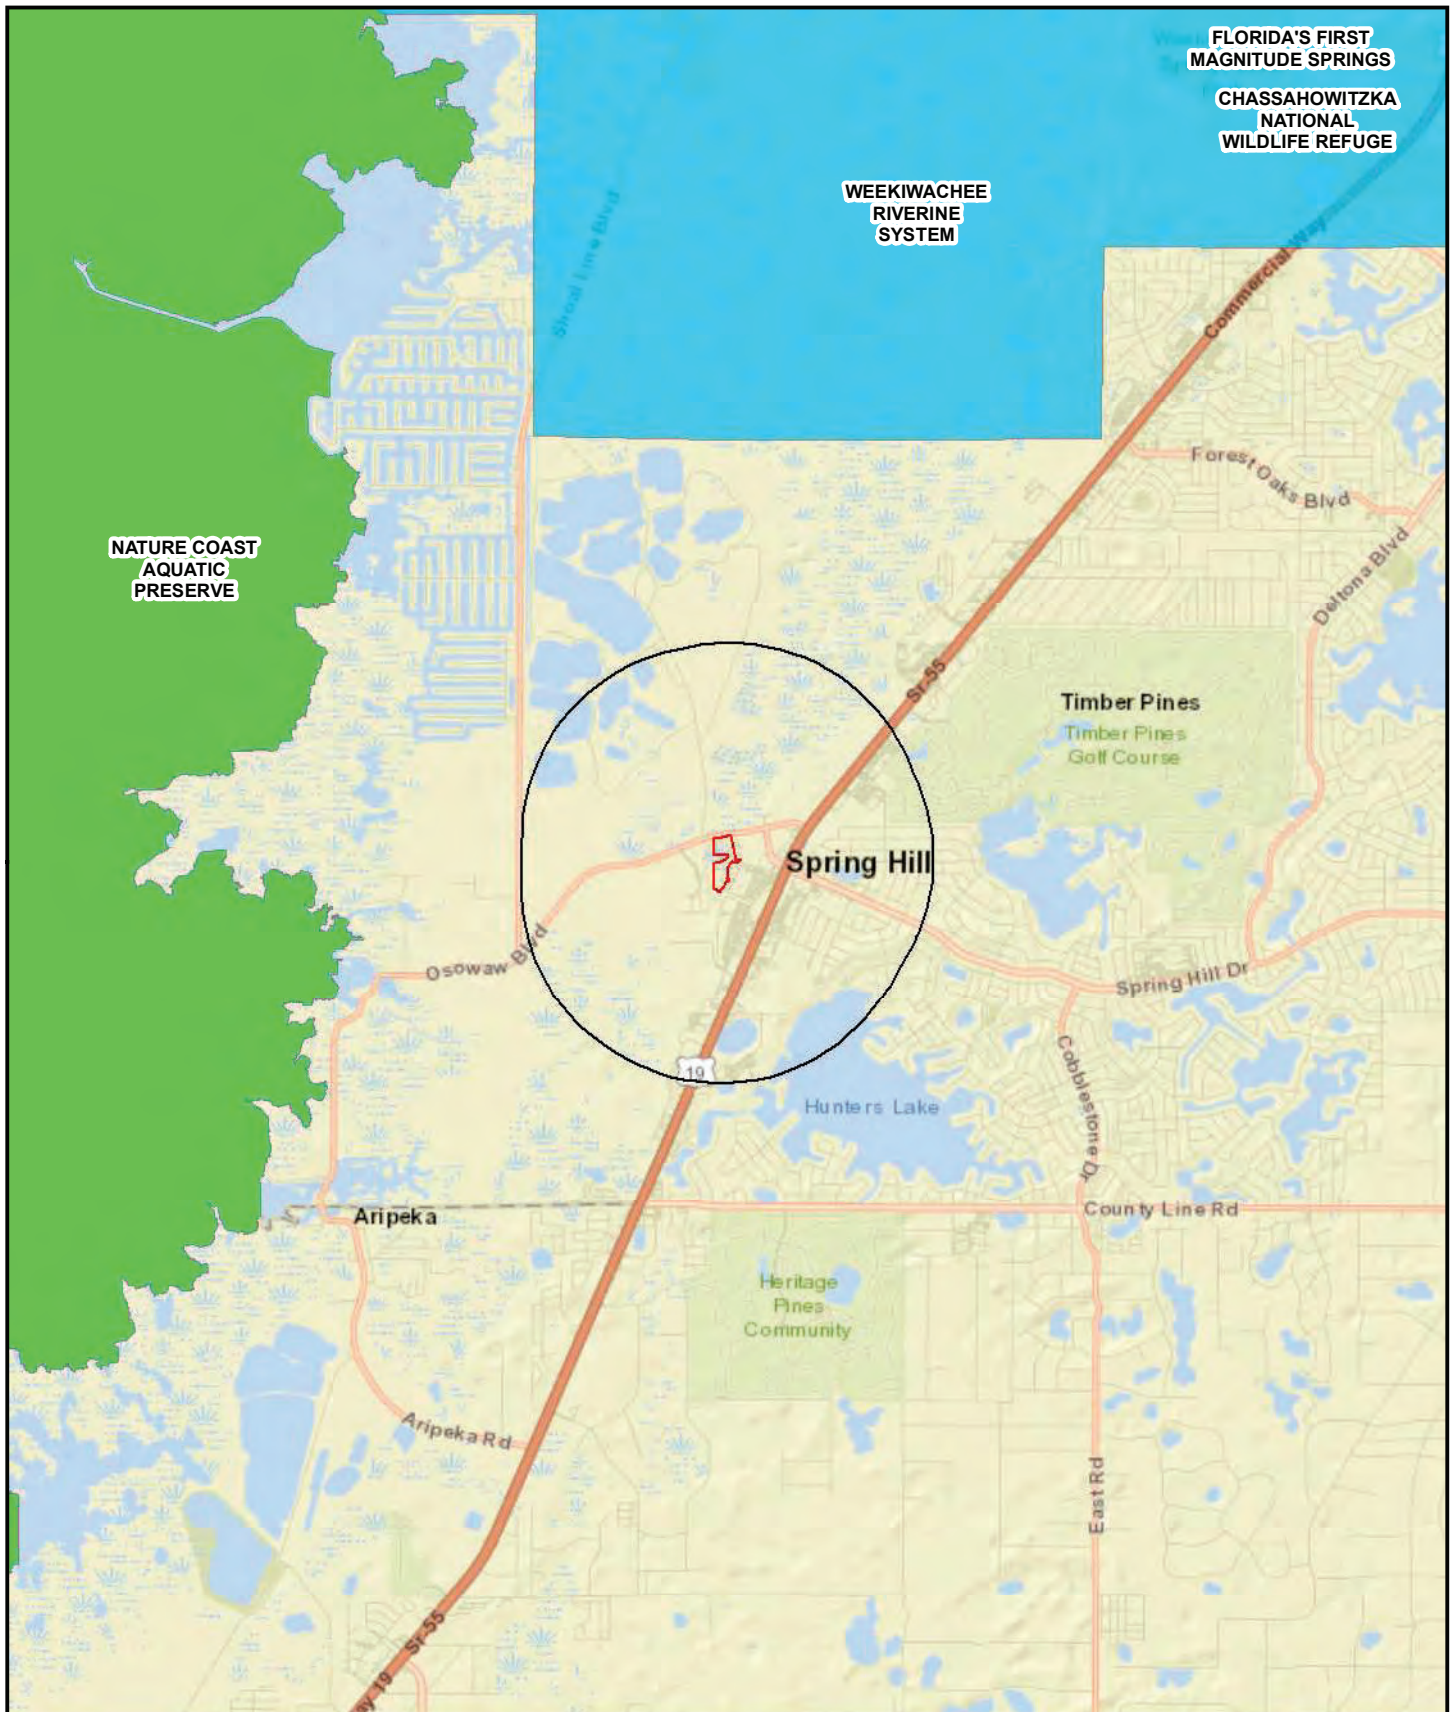 FLORIDA'S FIRST
MAGNITUDE SPRINGS
CHASSAHOWITZKA
NATIONAL
WILDLIFE REFUGE
WEEKIWACHEE
RIVERINE
SYSTEM
Shoal Line Blvd
Commercial Way
Forest Oaks Blvd
Deltona Blvd
NATURE COAST
AQUATIC
PRESERVE
Sr 55
Timber Pines
Timber Pines
Golf Course
Spring Hill
Osowaw Blvd
Spring Hill Dr
19
Cobblestone Dr
Hunters Lake
County Line Rd
Aripeka
Heritage
Pines
Community
Aripeka Rd
East Rd
Sr 55
19